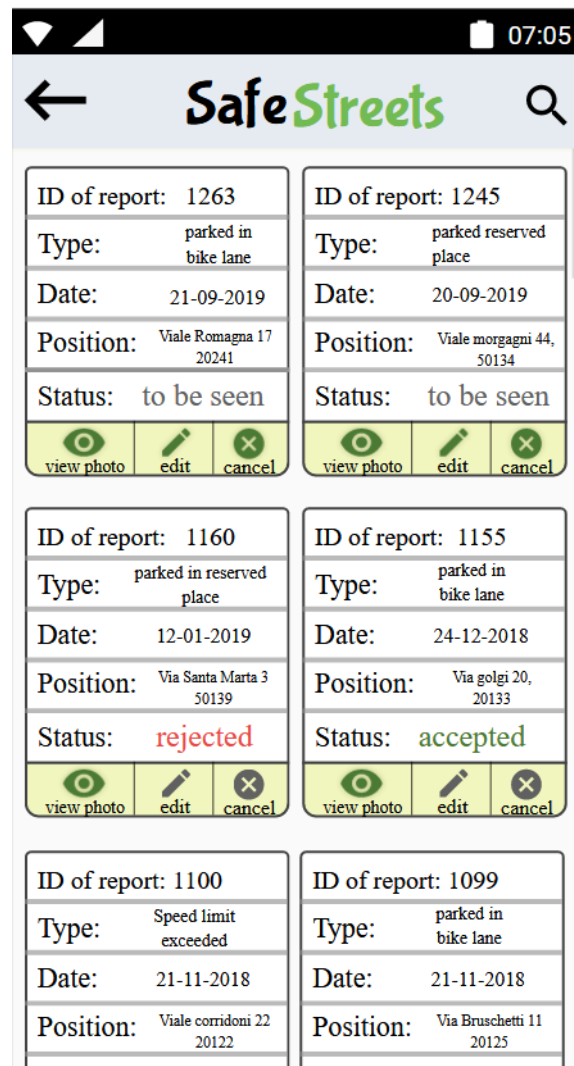 07:05
SafeStreets
ID of report: 1263
Type: parked in
bike lane
Date: 21-09-2019
Position: Viale Romagna 17
20241
Status: to be seen
view photo edit cancel
ID of report: 1245
Type: parked reserved
place
Date: 20-09-2019
Position: Viale morgagni 44,
50134
Status: to be seen
view photo edit cancel
ID of report: 1160
Type: parked in reserved
place
Date: 12-01-2019
Position: Via Santa Marta 3
50139
Status: rejected
view photo edit cancel
ID of report: 1155
Type: parked in
bike lane
Date: 24-12-2018
Position: Via golgi 20,
20133
Status: accepted
view photo edit cancel
ID of report: 1100
Type: Speed limit
exceeded
Date: 21-11-2018
Position: Viale corridoni 22
20122
ID of report: 1099
Type: parked in
bike lane
Date: 21-11-2018
Position: Via Bruschetti 11
20125